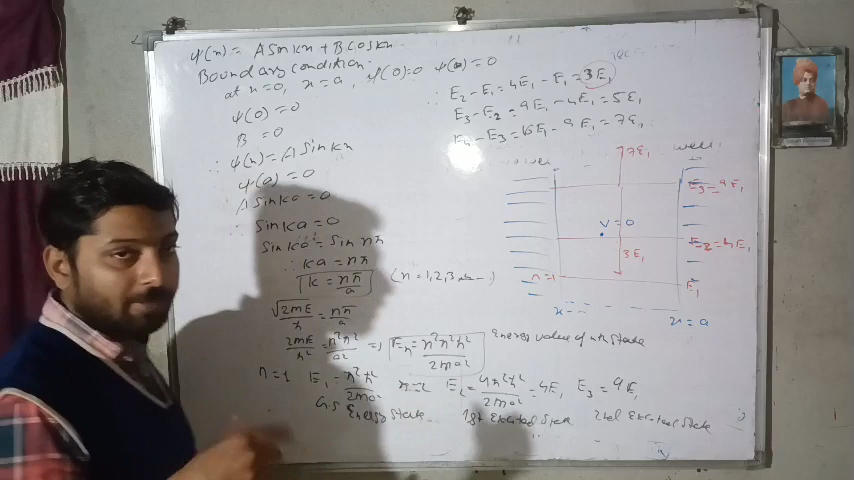 ψ(x) = A sin kx + B cos kx
Boundary condition.
at x=0, x=a, ψ(0)=0 ψ(a)=0
ψ(0)=0
B =0
∴ ψ(x) = A sin kx
ψ(a) =0
A sin ka =0
∴ Sin ka = 0
Sin ka = Sin nπ
∴ ka = nπ
k = nπ/a (n = 1,2,3
√2mE/ħ = nπ/a
2mE/ħ² = n²π²/a² => En = n²π²ħ²/2ma² Energy value of nth state
n=1 E₁ = π²ħ²/2ma² n=2 E₂ = 4π²ħ²/2ma² = 4E₁ E₃ = 9E₁
G.S Energy State 1st Excited State 2nd Excited State
∴ E₂-E₁ = 4E₁ - E₁ = 3E₁
E₃-E₂ = 9E₁ - 4E₁ = 5E₁
E₄-E₃ = 16E₁ - 9E₁ = 7E₁
7E₁
E₃=9E₁
V=0
E₂=4E₁
3E₁
n=1
E₁
x=a